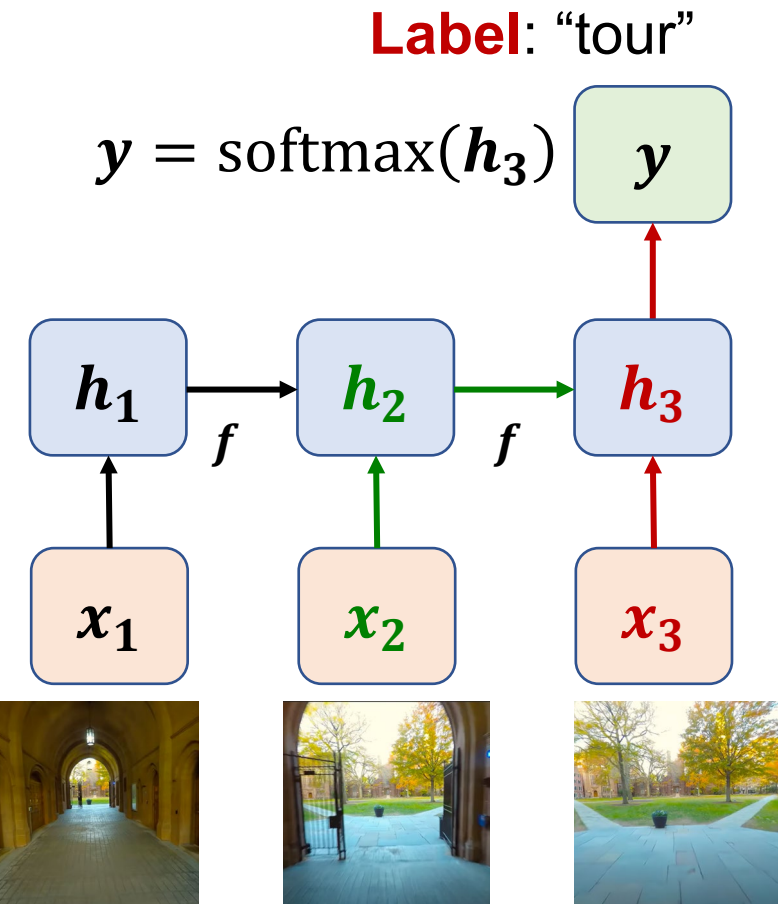 Label: “tour”
y = softmax(h₃) y
h₁ h₂ h₃
f f
x₁ x₂ x₃